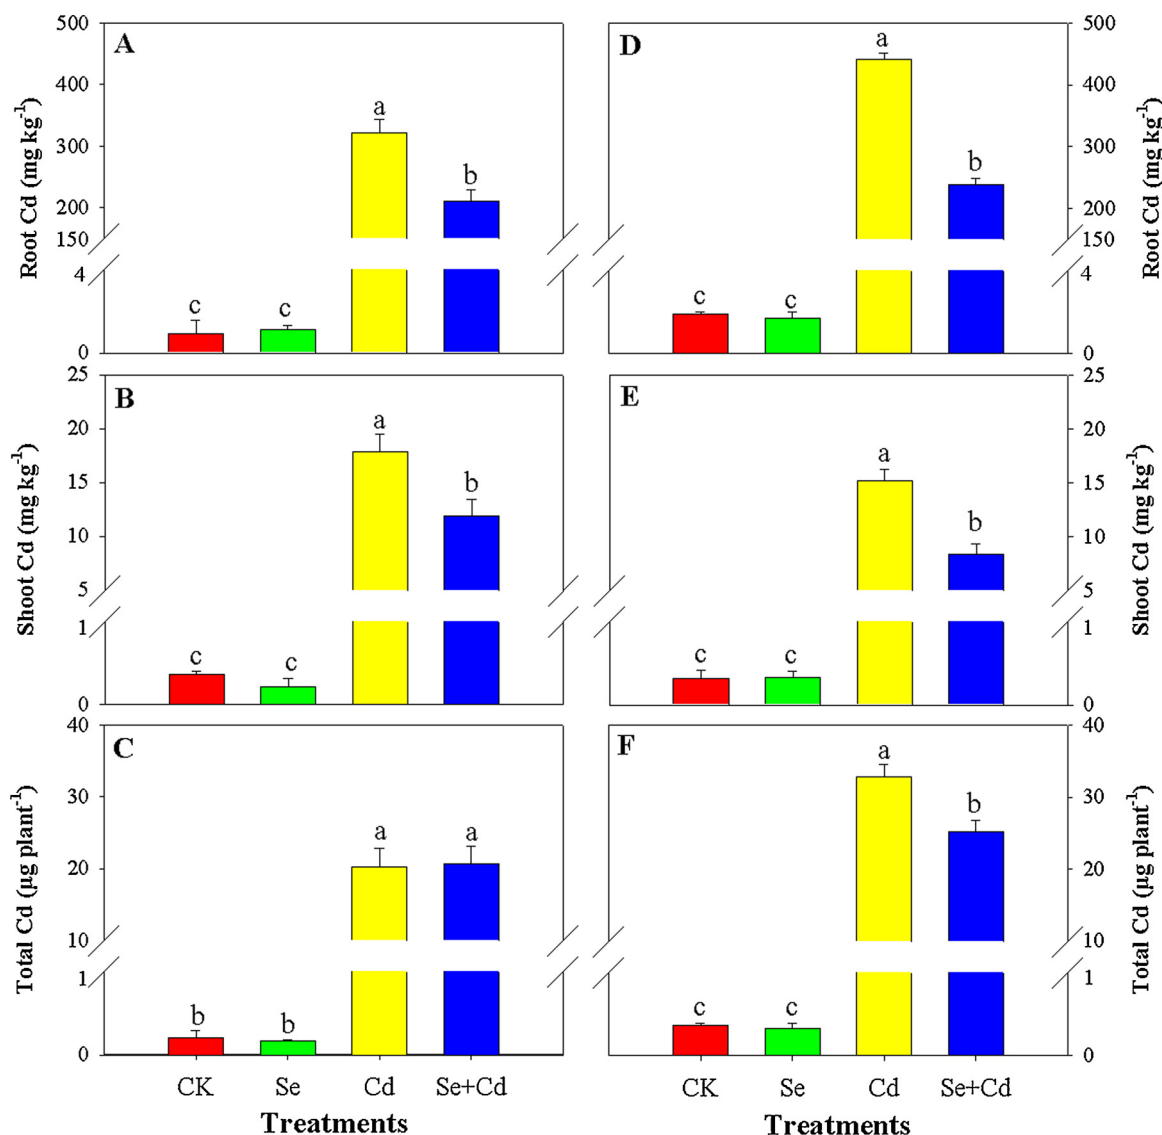 A
Root Cd (mg kg⁻¹)
500
400
300
200
150
4
0
c
c
a
b
D
Root Cd (mg kg⁻¹)
500
400
300
200
150
4
0
c
c
a
b
B
Shoot Cd (mg kg⁻¹)
25
20
15
10
5
1
0
c
c
a
b
E
Shoot Cd (mg kg⁻¹)
25
20
15
10
5
1
0
c
c
a
b
C
Total Cd (µg plant⁻¹)
40
30
20
10
1
0
b
b
a
a
CK Se Cd Se+Cd
Treatments
F
Total Cd (µg plant⁻¹)
40
30
20
10
1
0
c
c
a
b
CK Se Cd Se+Cd
Treatments